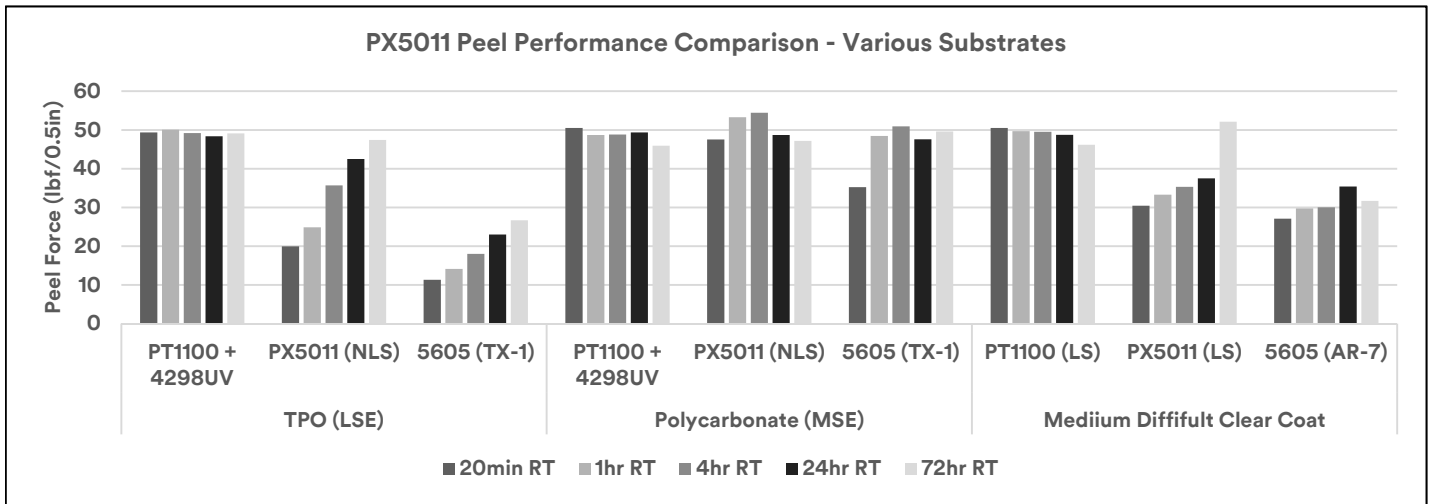 PX5011 Peel Performance Comparison - Various Substrates
Peel Force (lbf/0.5in)
60
50
40
30
20
10
0
PT1100 +
4298UV
PX5011 (NLS)
5605 (TX-1)
PT1100 +
4298UV
PX5011 (NLS)
5605 (TX-1)
PT1100 (LS)
PX5011 (LS)
5605 (AR-7)
TPO (LSE)
Polycarbonate (MSE)
Mediium Diffifult Clear Coat
20min RT
1hr RT
4hr RT
24hr RT
72hr RT